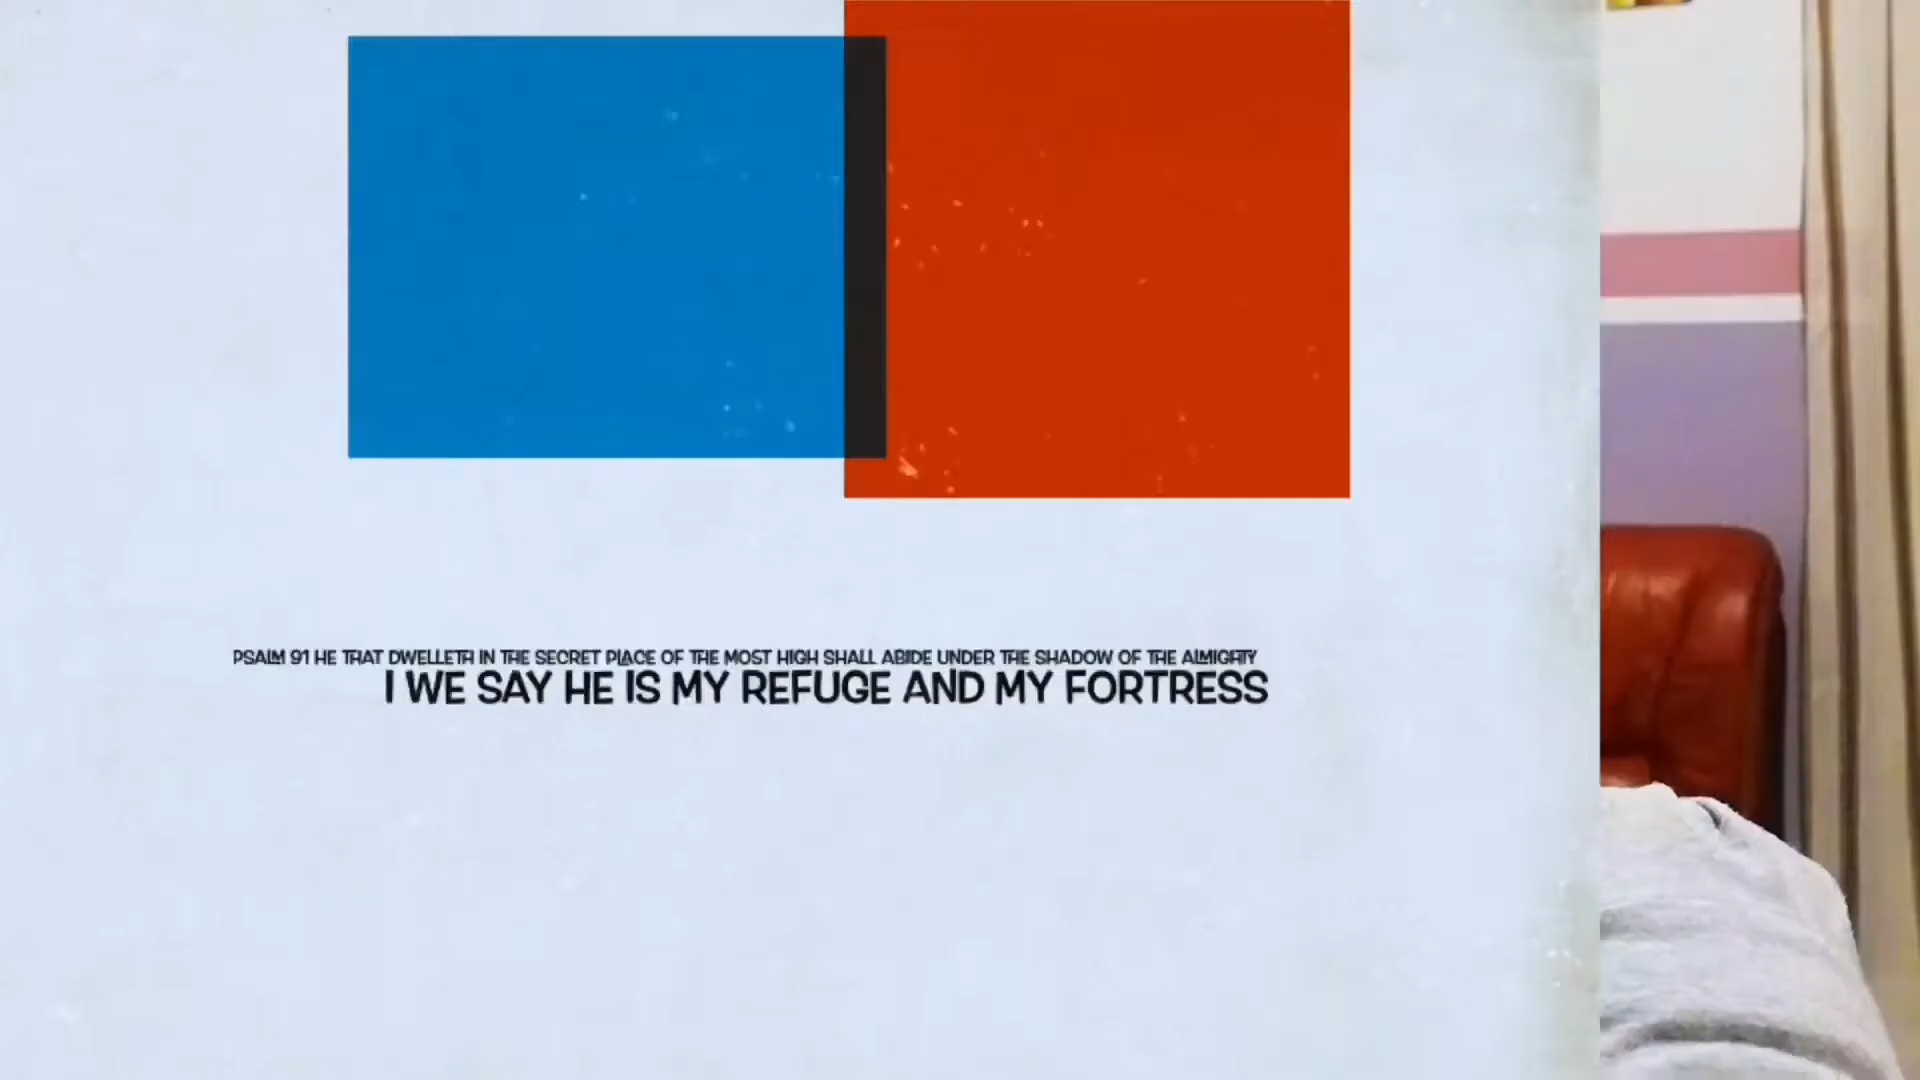 PSALM 91 HE THAT DWELLETH IN THE SECRET PLACE OF THE MOST HIGH SHALL ABIDE UNDER THE SHADOW OF THE ALMIGHTY
I WE SAY HE IS MY REFUGE AND MY FORTRESS